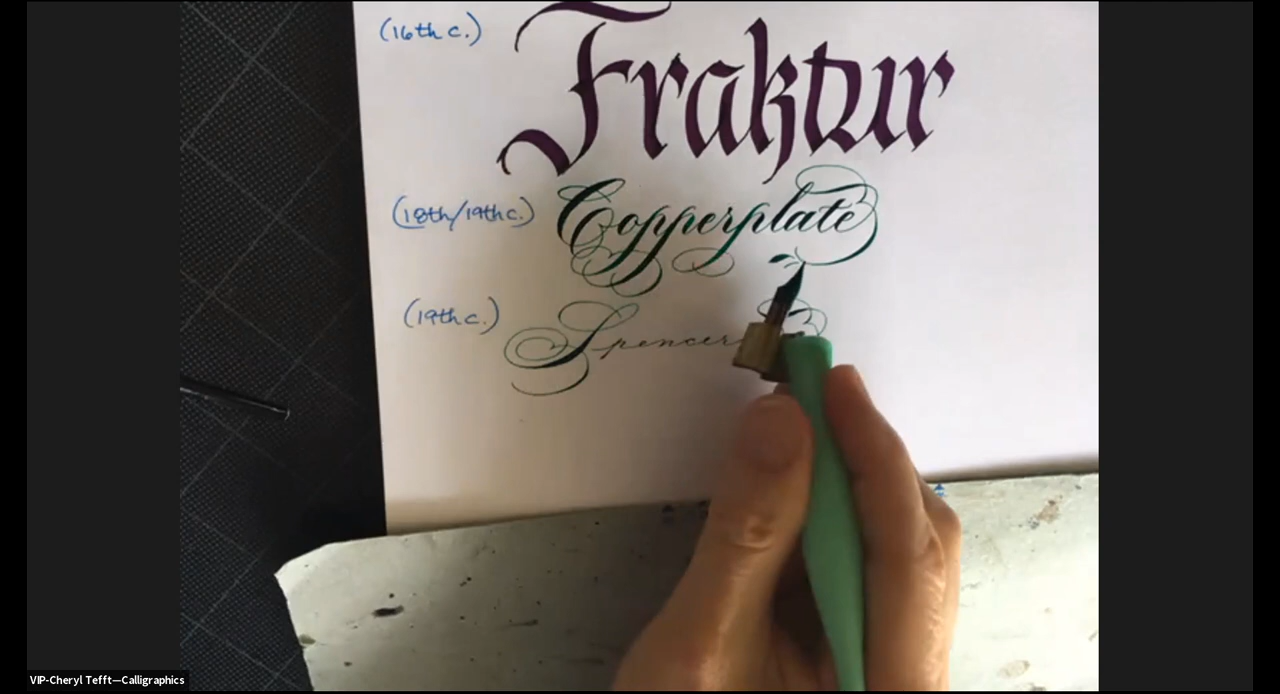 (16th c.) Fraktur
(18th/19th c.) Copperplate
(19th c.) Spencer
VIP-Cheryl Tefft—Calligraphics